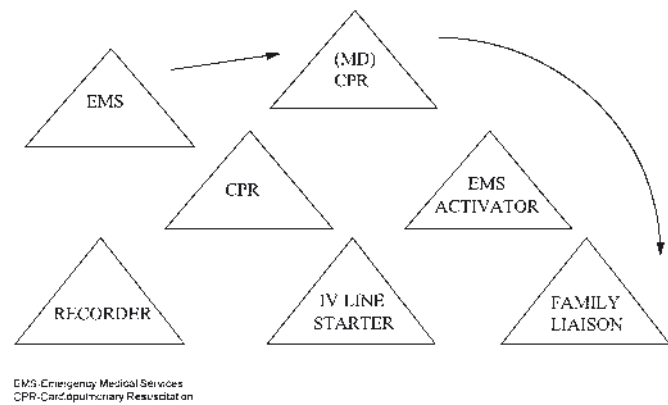 EMS
(MD)
CPR
CPR
EMS
ACTIVATOR
RECORDER
IV LINE
STARTER
FAMILY
LIAISON
EMS-Emergency Medical Services
CPR-Cardiopulmonary Resuscitation